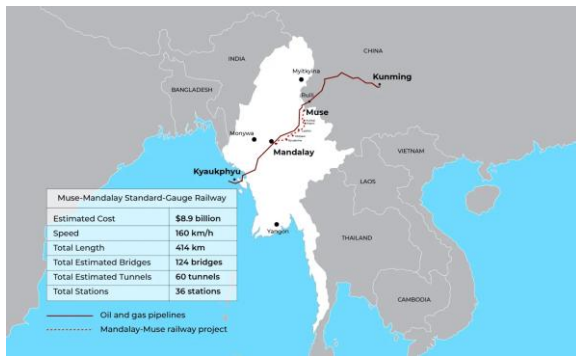 INDIA
CHINA
Kunming
Myitkyina
BANGLADESH
Ruili
Muse
Monywa
Mandalay
VIETNAM
Kyaukphyu
LAOS
Muse-Mandalay Standard-Gauge Railway
Estimated Cost $8.9 billion
Speed 160 km/h
Total Length 414 km
Total Estimated Bridges 124 bridges
Total Estimated Tunnels 60 tunnels
Total Stations 36 stations
Yangon
THAILAND
CAMBODIA
Oil and gas pipelines
Mandalay-Muse railway project